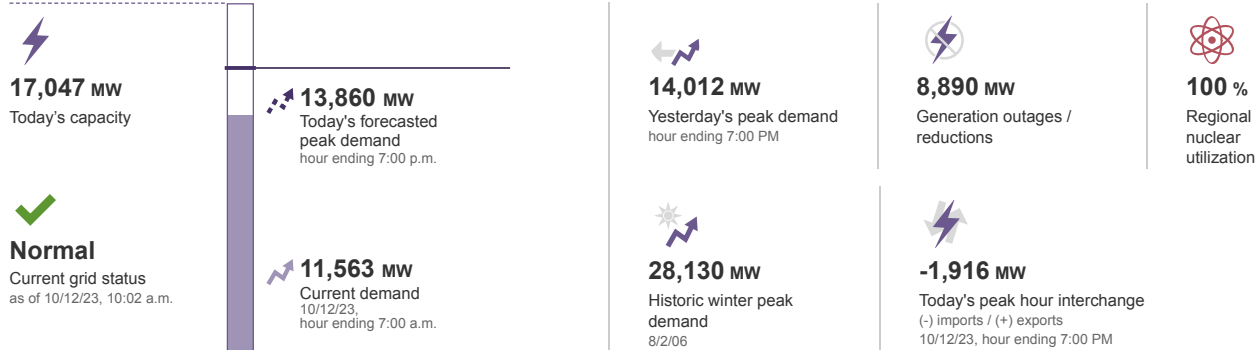 17,047 MW
Today's capacity
Normal
Current grid status
as of 10/12/23, 10:02 a.m.
13,860 MW
Today's forecasted
peak demand
hour ending 7:00 p.m.
11,563 MW
Current demand
10/12/23,
hour ending 7:00 a.m.
14,012 MW
Yesterday's peak demand
hour ending 7:00 PM
8,890 MW
Generation outages /
reductions
100 %
Regional
nuclear
utilization
28,130 MW
Historic winter peak
demand
8/2/06
-1,916 MW
Today's peak hour interchange
(-) imports / (+) exports
10/12/23, hour ending 7:00 PM